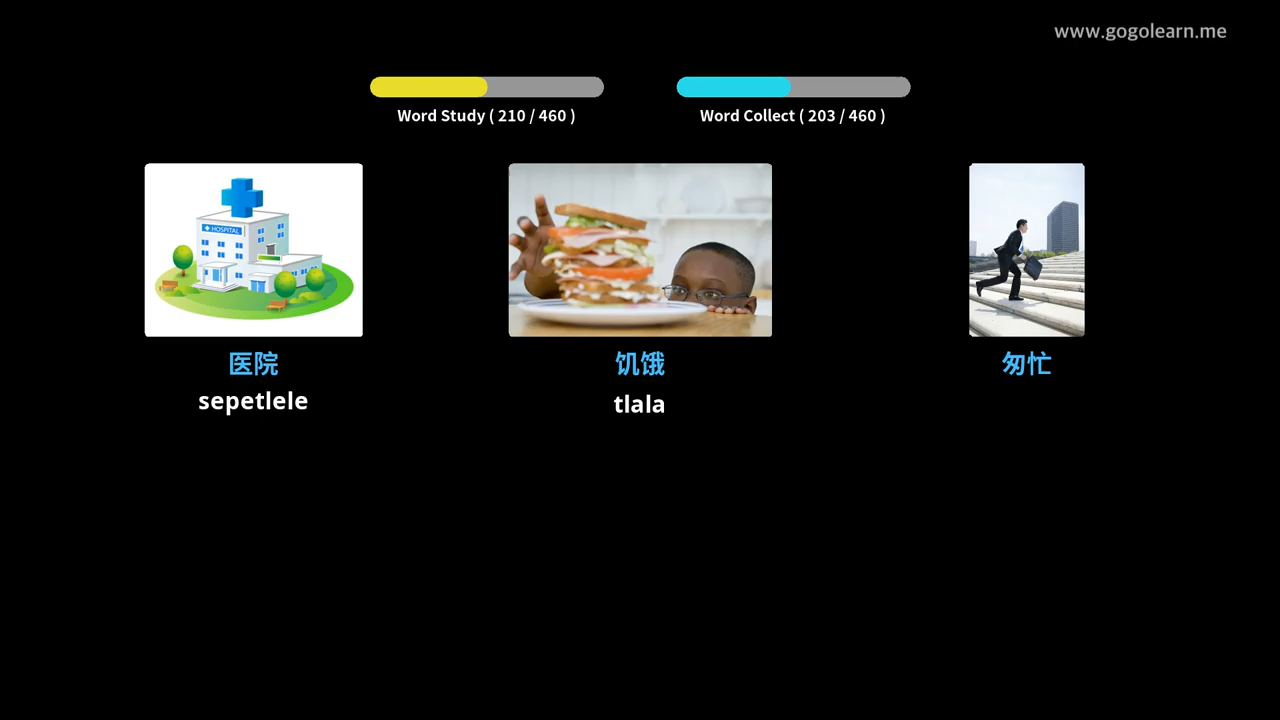 www.gogolearn.me
Word Study ( 210 / 460 )
Word Collect ( 203 / 460 )
HOSPITAL
医院
饥饿
匆忙
sepetlele
tlala